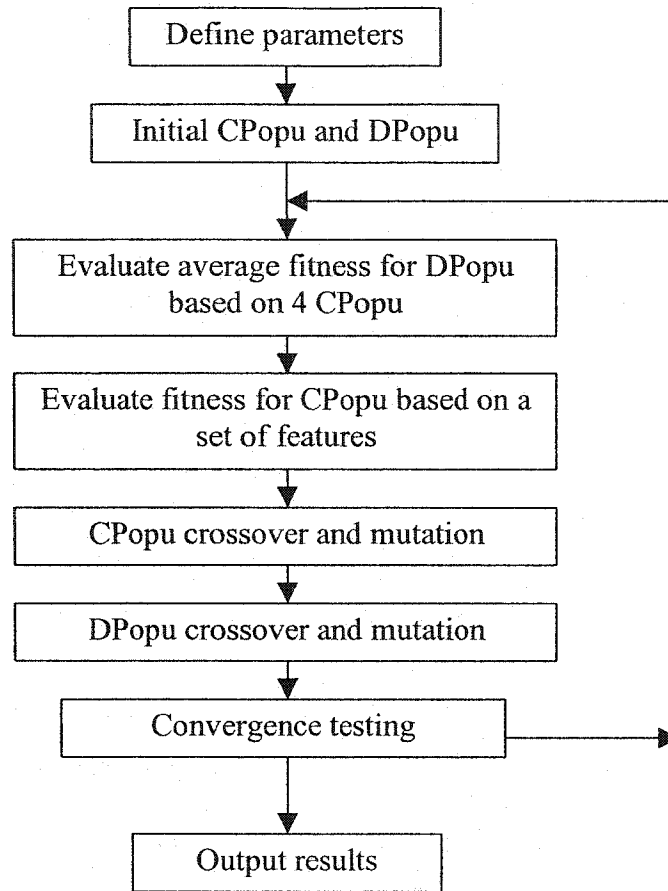 Define parameters
Initial CPopu and DPopu
Evaluate average fitness for DPopu
based on 4 CPopu
Evaluate fitness for CPopu based on a
set of features
CPopu crossover and mutation
DPopu crossover and mutation
Convergence testing
Output results